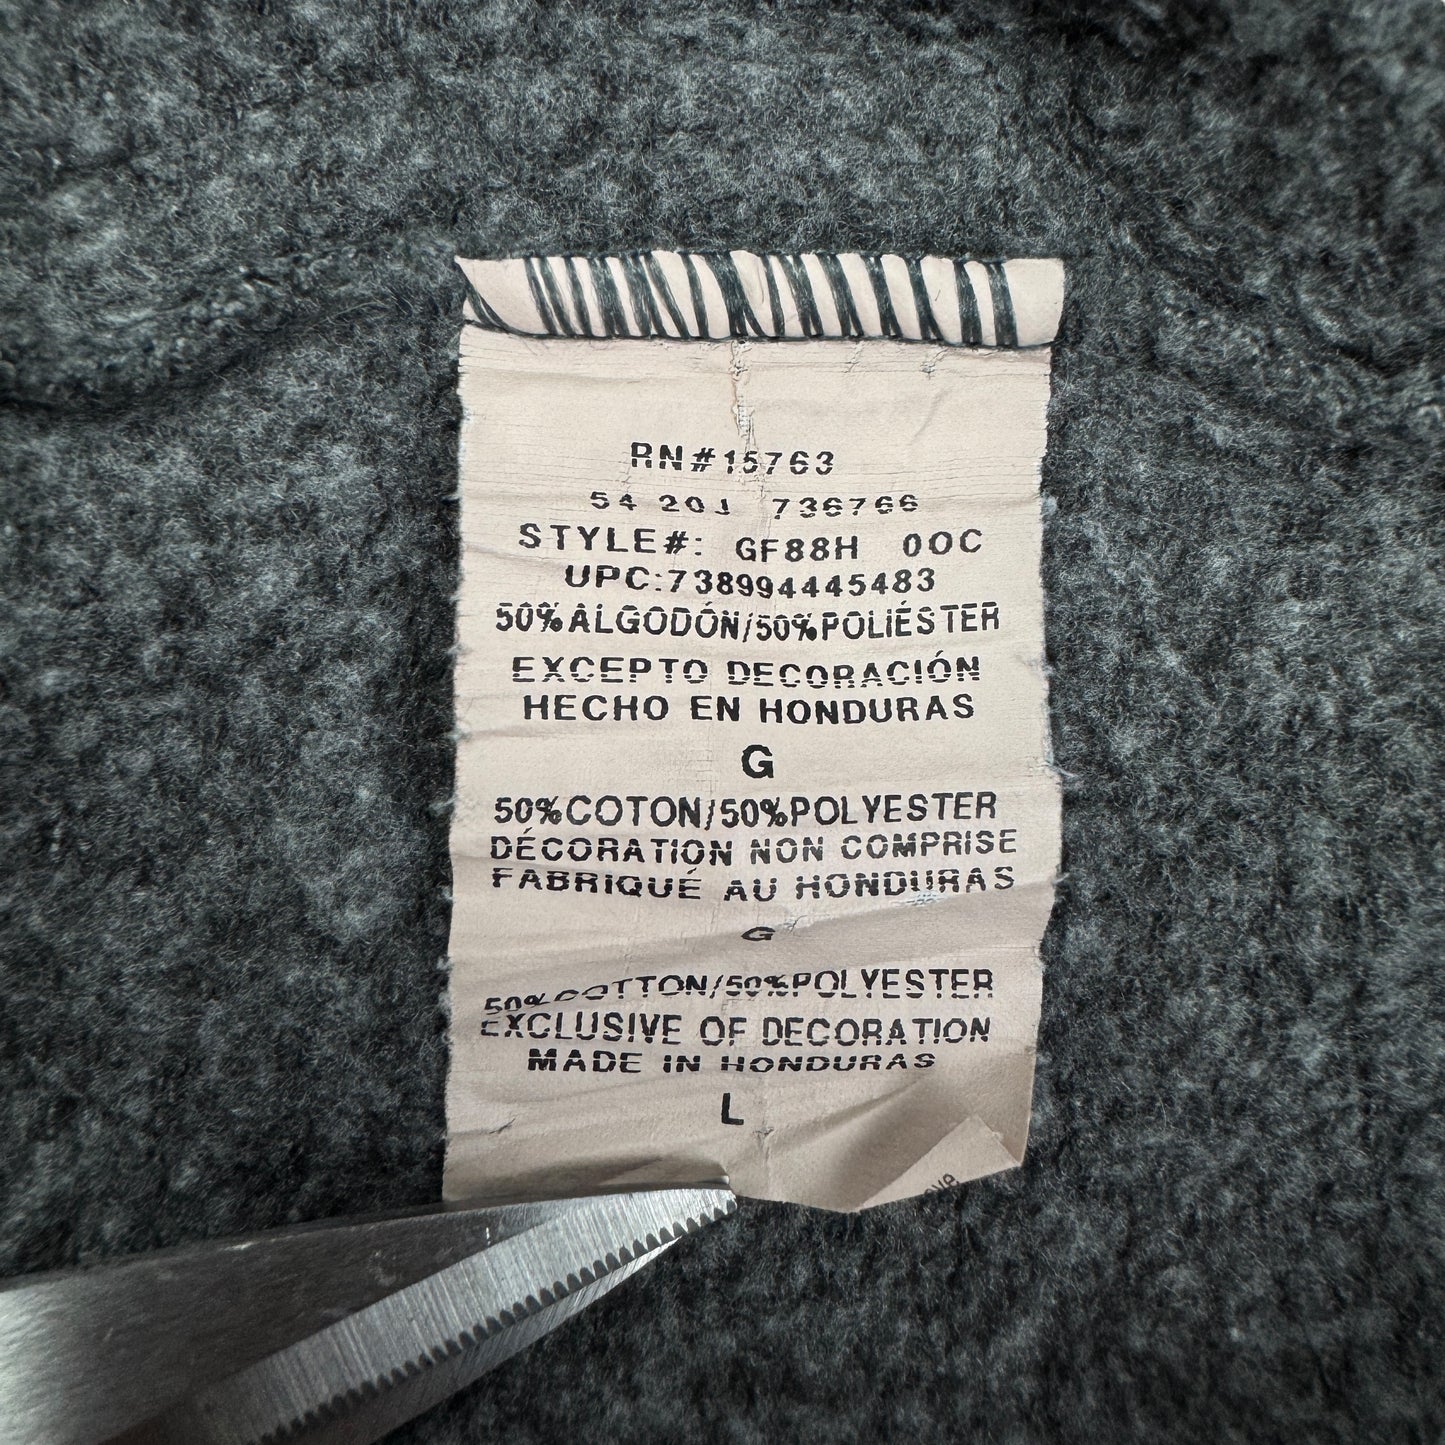 RN#15763
54 20J 736766
STYLE#: GF88H 00C
UPC:738994445483
50%ALGODÓN/50%POLIÉSTER
EXCEPTO DECORACIÓN
HECHO EN HONDURAS
G
50%COTON/50%POLYESTER
DÉCORATION NON COMPRISE
FABRIQUÉ AU HONDURAS
G
50%COTTON/50%POLYESTER
EXCLUSIVE OF DECORATION
MADE IN HONDURAS
L